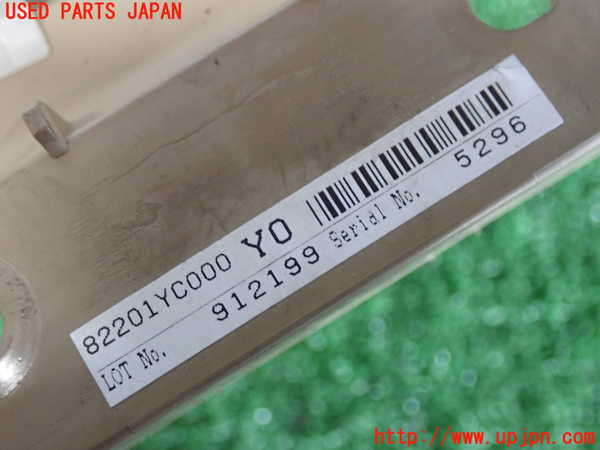 USED PARTS JAPAN
82201YC000 YO
LOT No. 912199 Serial No. 5296
http://www.upjpn.com